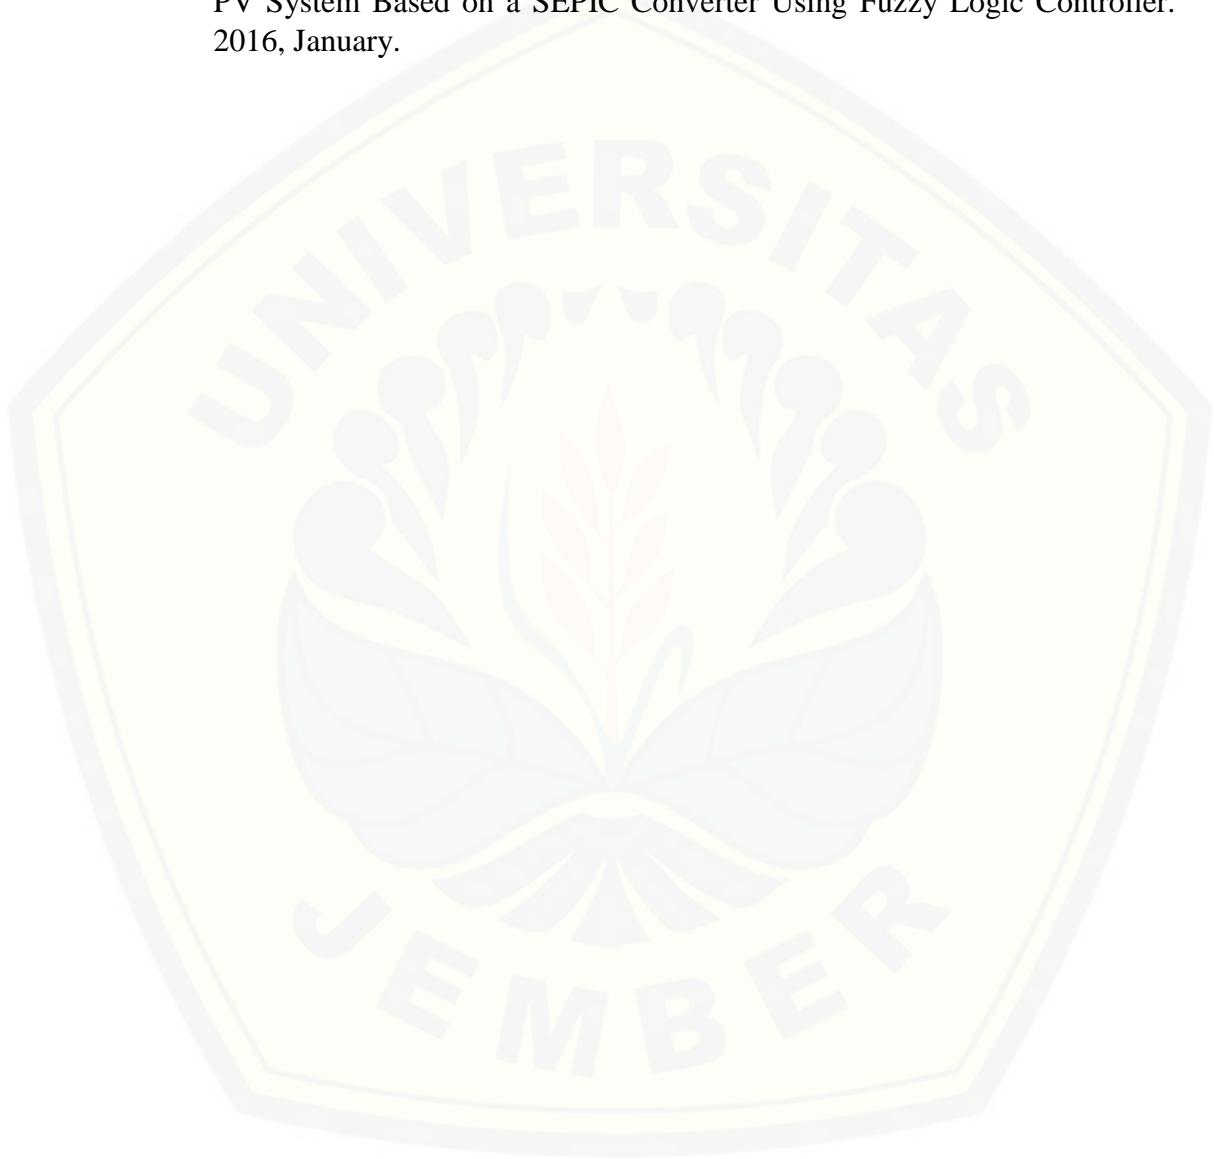 PV System Based on a SEPIC Converter Using Fuzzy Logic Controller.
2016, January.
UNIVERSITAS
JEMBER